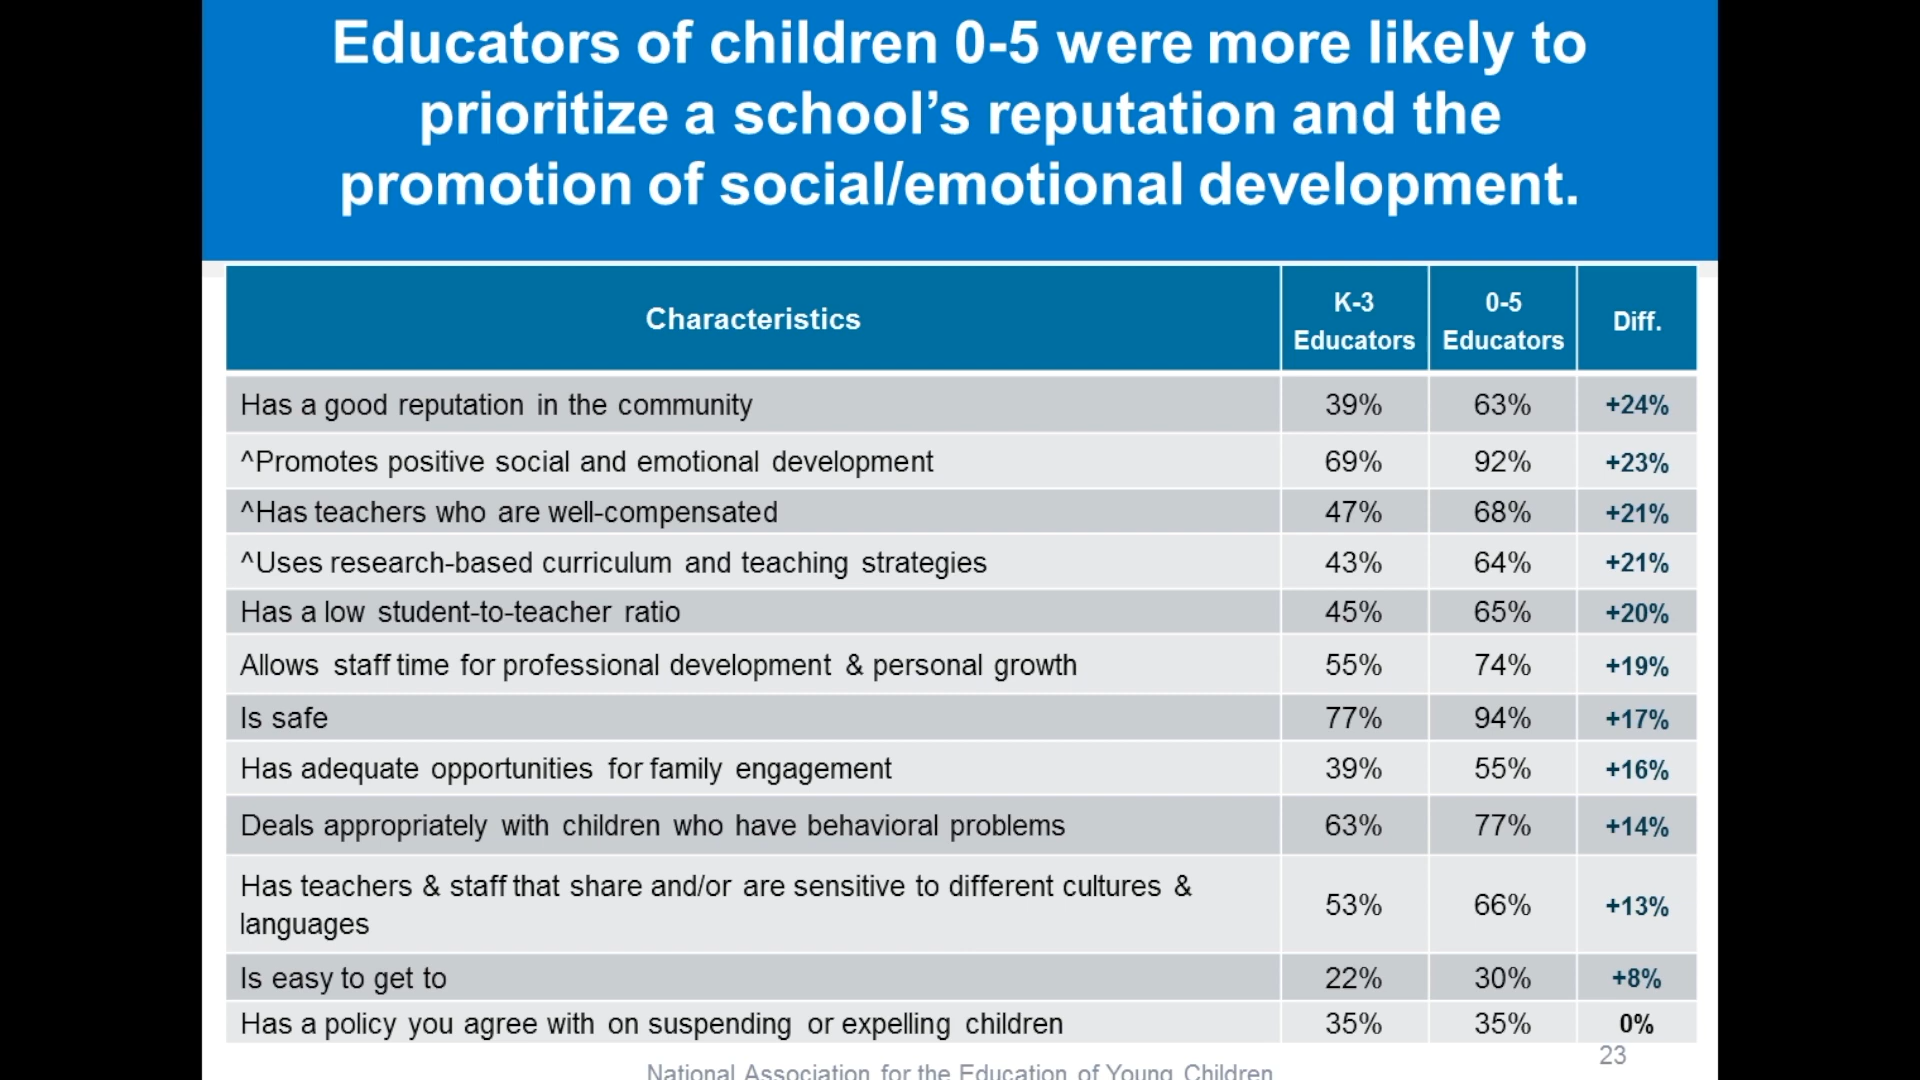 Educators of children 0-5 were more likely to
prioritize a school’s reputation and the
promotion of social/emotional development.
Characteristics K-3 Educators 0-5 Educators Diff.
Has a good reputation in the community 39% 63% +24%
^Promotes positive social and emotional development 69% 92% +23%
^Has teachers who are well-compensated 47% 68% +21%
^Uses research-based curriculum and teaching strategies 43% 64% +21%
Has a low student-to-teacher ratio 45% 65% +20%
Allows staff time for professional development & personal growth 55% 74% +19%
Is safe 77% 94% +17%
Has adequate opportunities for family engagement 39% 55% +16%
Deals appropriately with children who have behavioral problems 63% 77% +14%
Has teachers & staff that share and/or are sensitive to different cultures &
languages 53% 66% +13%
Is easy to get to 22% 30% +8%
Has a policy you agree with on suspending or expelling children 35% 35% 0%
23
National Association for the Education of Young Children